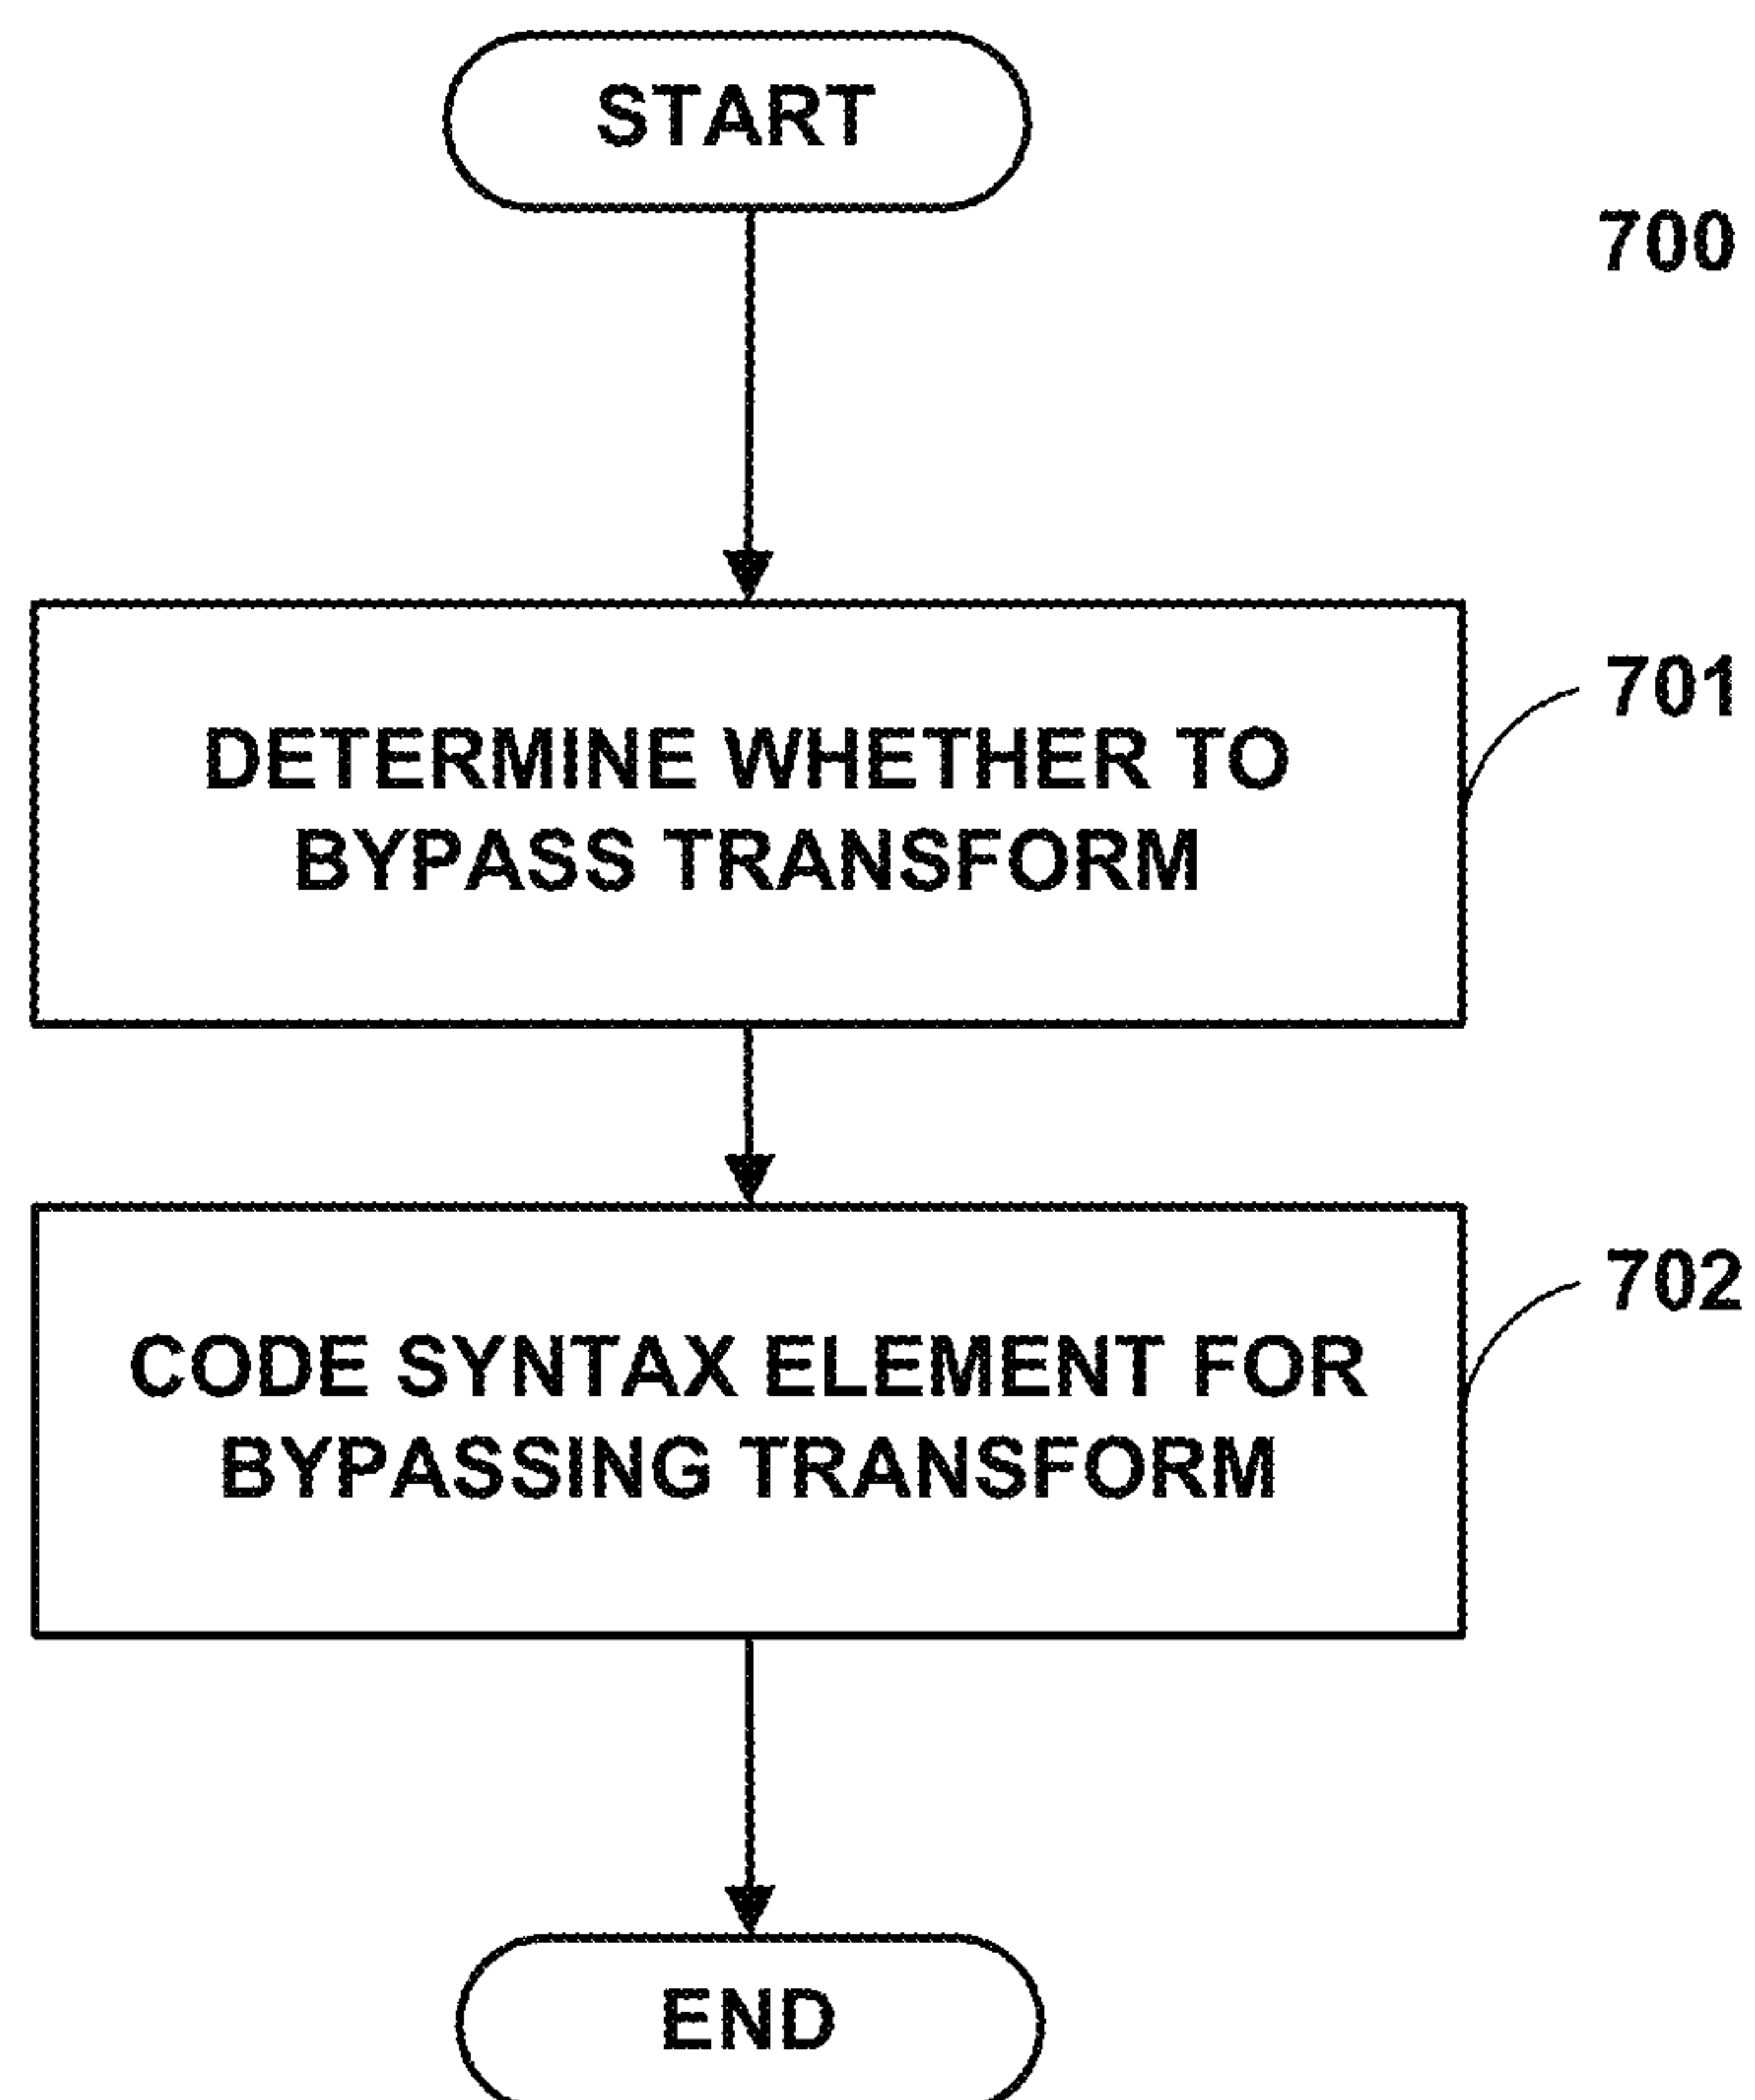 START
700
DETERMINE WHETHER TO
BYPASS TRANSFORM
701
CODE SYNTAX ELEMENT FOR
BYPASSING TRANSFORM
702
END